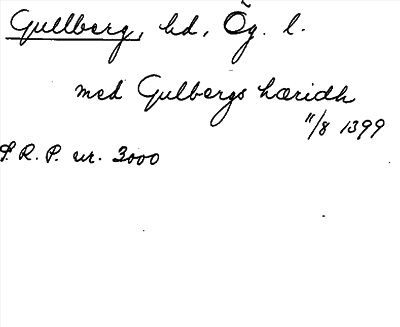 Gullberg, hd, Ög. l.
med Gulbergs hæridh
11/8 1399
S. R. P. nr. 3000